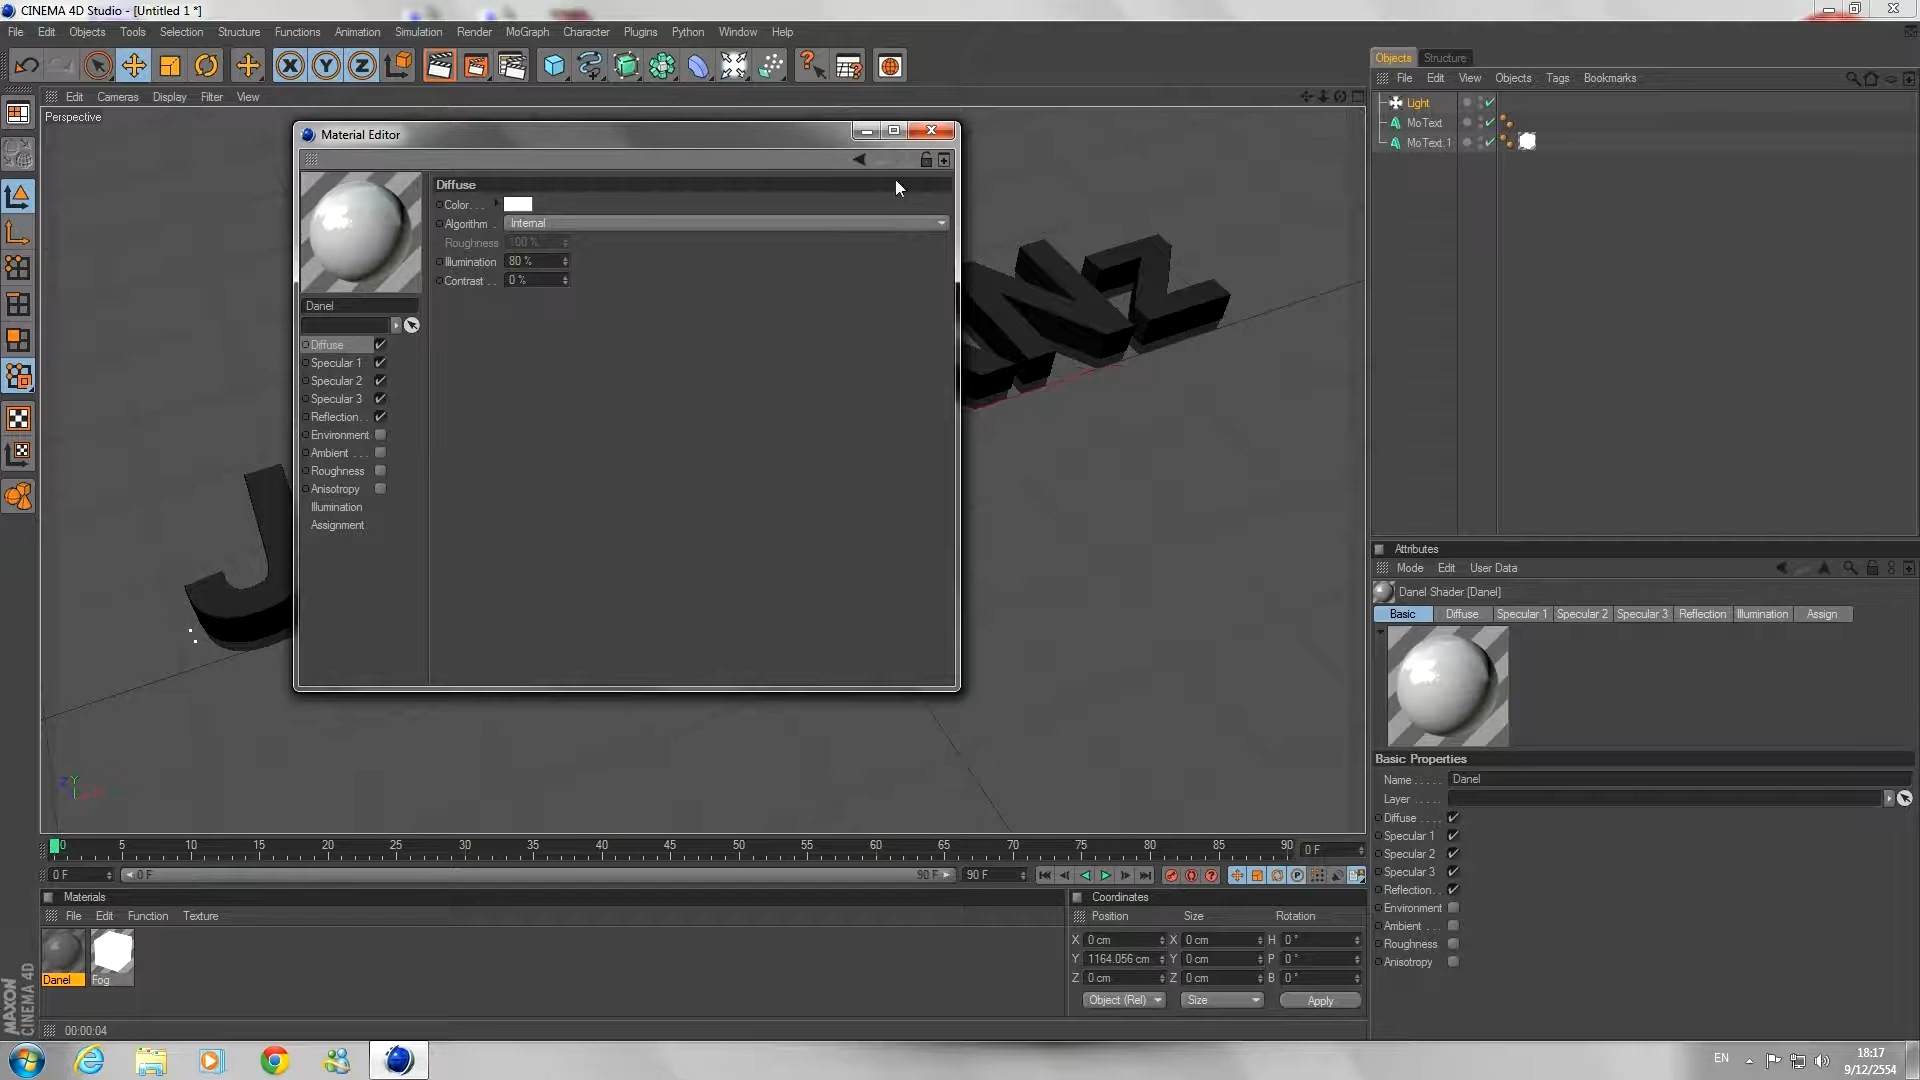 CINEMA 4D Studio - [Untitled 1 *]
File Edit Objects Tools Selection Structure Functions Animation Simulation Render MoGraph Character Plugins Python Window Help
Edit Cameras Display Filter View
Perspective
Material Editor
Diffuse
Color. . .
Algorithm . Internal
Roughness 100 %
Illumination 80 %
Contrast . . 0 %
Danel
Diffuse
Specular 1
Specular 2
Specular 3
Reflection. .
Environment
Ambient . . .
Roughness
Anisotropy
Illumination
Assignment
Objects Structure
File Edit View Objects Tags Bookmarks
Light
MoText
MoText.1
Attributes
Mode Edit User Data
Danel Shader [Danel]
Basic Diffuse Specular 1 Specular 2 Specular 3 Reflection Illumination Assign
Basic Properties
Name . . . . . Danel
Layer . . . . .
Diffuse . . . .
Specular 1
Specular 2
Specular 3
Reflection. .
Environment
Ambient . . .
Roughness
Anisotropy
0 5 10 15 20 25 30 35 40 45 50 55 60 65 70 75 80 85 90 0 F
0 F 0 F 90 F 90 F
Materials
File Edit Function Texture
Danel Fog
Coordinates
Position Size Rotation
X 0 cm X 0 cm H 0 °
Y 1164.056 cm Y 0 cm P 0 °
Z 0 cm Z 0 cm B 0 °
Object (Rel) Size Apply
MAXON
CINEMA 4D
00:00:04
EN
18:17
9/12/2554